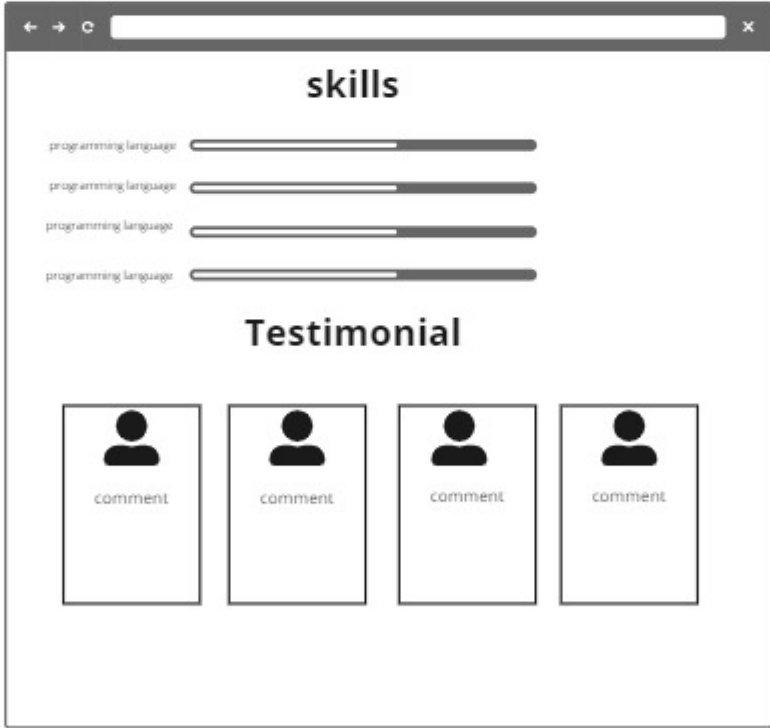 skills
programming language
programming language
programming language
programming language
Testimonial
comment
comment
comment
comment